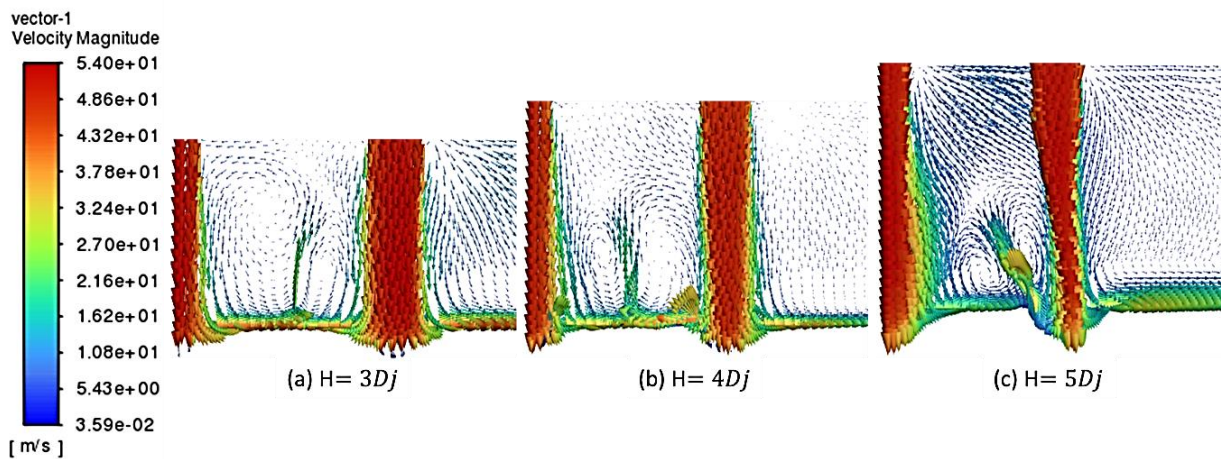 vector-1
Velocity Magnitude
5.40e+01
4.86e+01
4.32e+01
3.78e+01
3.24e+01
2.70e+01
2.16e+01
1.62e+01
1.08e+01
5.43e+00
3.59e-02
[ m/s ]
(a) H= 3Dj
(b) H= 4Dj
(c) H= 5Dj